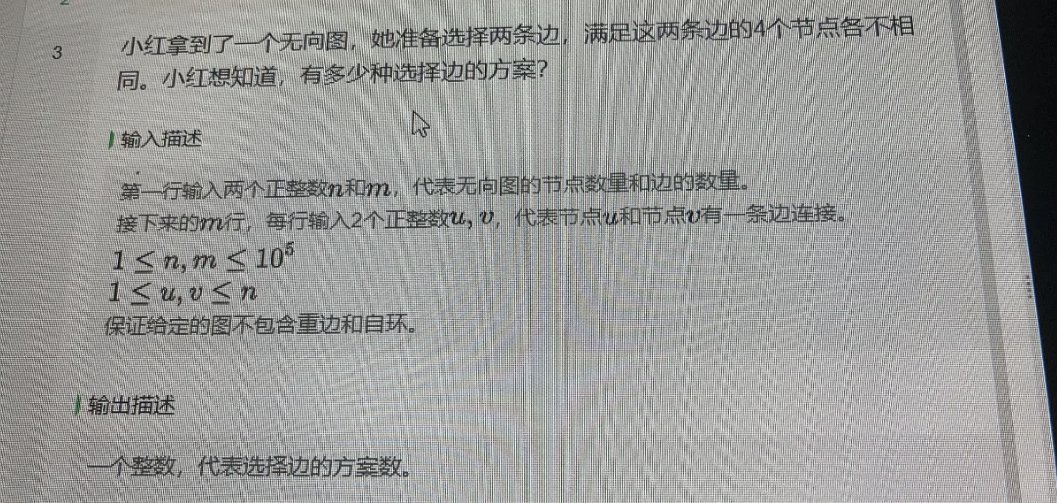 3
小红拿到了一个无向图，她准备选择两条边，满足这两条边的4个节点各不相
同。小红想知道，有多少种选择边的方案？
输入描述
第一行输入两个正整数n和m，代表无向图的节点数量和边的数量。
接下来的m行，每行输入2个正整数u, v，代表节点u和节点v有一条边连接。
1 ≤ n, m ≤ 10⁵
1 ≤ u, v ≤ n
保证给定的图不包含重边和自环。
输出描述
一个整数，代表选择边的方案数。